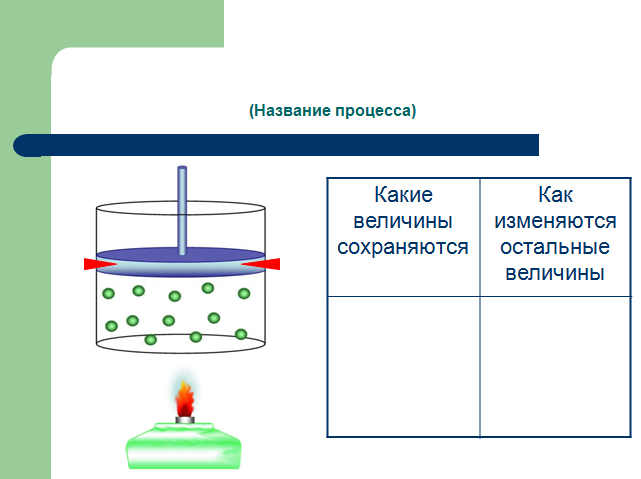 (Название процесса)
Какие
величины
сохраняются
Как
изменяются
остальные
величины